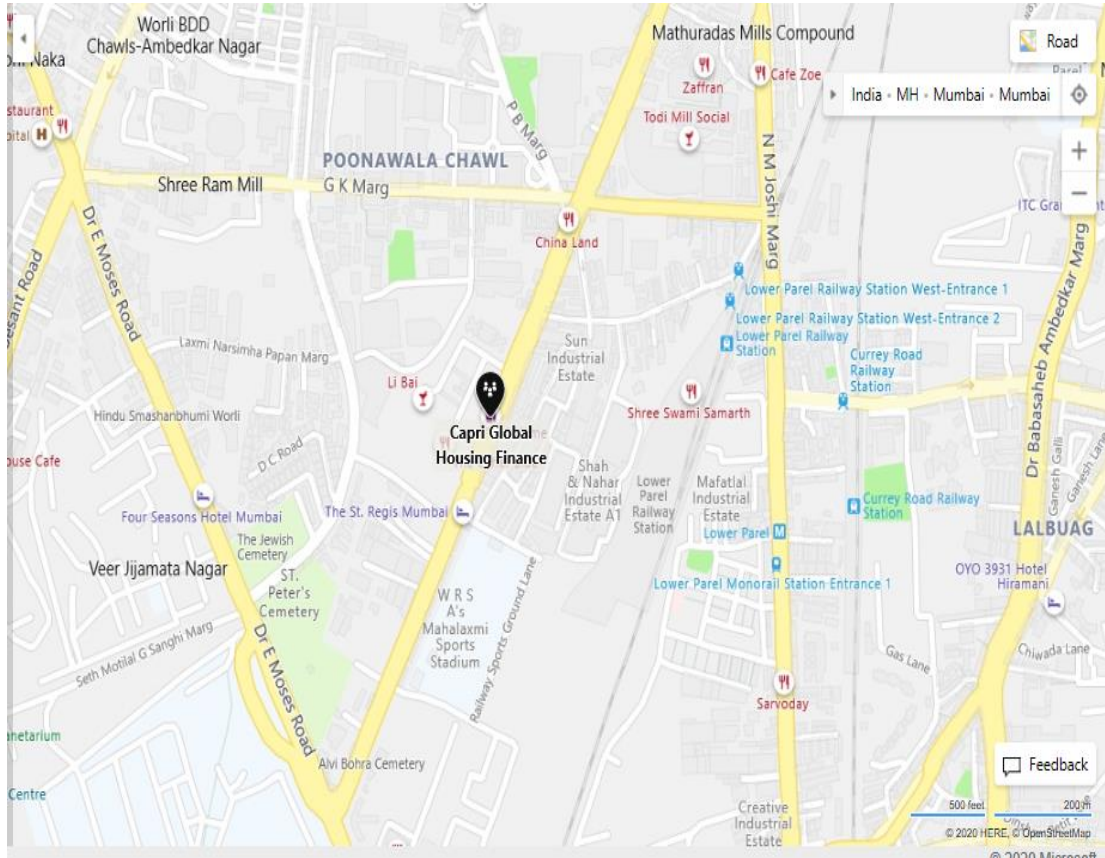 Worli BDD
Chawls-Ambedkar Nagar
Naka
Mathuradas Mills Compound
Road
Cafe Zoe
Zaffran
India • MH • Mumbai • Mumbai
Todi Mill Social
P B Marg
POONAWALA CHAWL
Shree Ram Mill
G K Marg
N M Joshi Marg
China Land
Dr E Moses Road
Lower Parel Railway Station West-Entrance 1
Lower Parel Railway Station West-Entrance 2
Lower Parel Railway
Station
Sun
Industrial
Estate
Laxmi Narsimha Papan Marg
Currey Road
Railway
Station
Dr Babasaheb Ambedkar Marg
Li Bai
Hindu Smashanbhumi Worli
Shree Swami Samarth
Capri Global
Housing Finance
D C Road
Ganesh Galli
Ganesh Lane
Shah
& Nahar
Industrial
Estate A1
Lower
Parel
Railway
Station
Mafatlal
Industrial
Estate
Currey Road Railway
Station
Four Seasons Hotel Mumbai
The St. Regis Mumbai
Lower Parel
M
LALBUAG
The Jewish
Cemetery
Veer Jijamata Nagar
ST.
Peter's
Cemetery
Lower Parel Monorail Station Entrance 1
OYO 3931 Hotel
Hiramani
W R S
A's
Mahalaxmi
Sports
Stadium
Railway Sports Ground Lane
Seth Motilal G Sanghi Marg
Dr E Moses Road
Gas Lane
Chiwada Lane
Sarvoday
Alvi Bohra Cemetery
Feedback
Centre
Creative
Industrial
Estate
500 feet
200 m
© 2020 HERE, © OpenStreetMap
© 2020 Microsoft